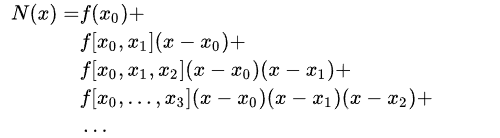 N(x) = f(x₀)+
f[x₀, x₁](x − x₀)+
f[x₀, x₁, x₂](x − x₀)(x − x₁)+
f[x₀, …, x₃](x − x₀)(x − x₁)(x − x₂)+
…